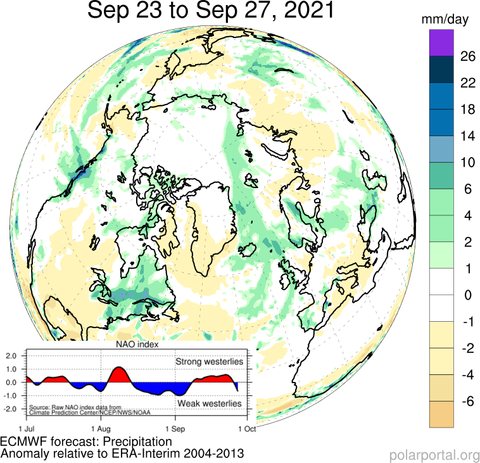 Sep 23 to Sep 27, 2021
mm/day
26
22
18
14
10
6
4
2
1
0
-1
-2
-4
-6
NAO index
2.0
1.0
0.0
-1.0
-2.0
Strong westerlies
Weak westerlies
Source: Raw NAO index data from
Climate Prediction Center/NCEP/NWS/NOAA
1 Jul
1 Aug
1 Sep
1 Oct
ECMWF forecast: Precipitation
Anomaly relative to ERA-Interim 2004-2013
polarportal.org